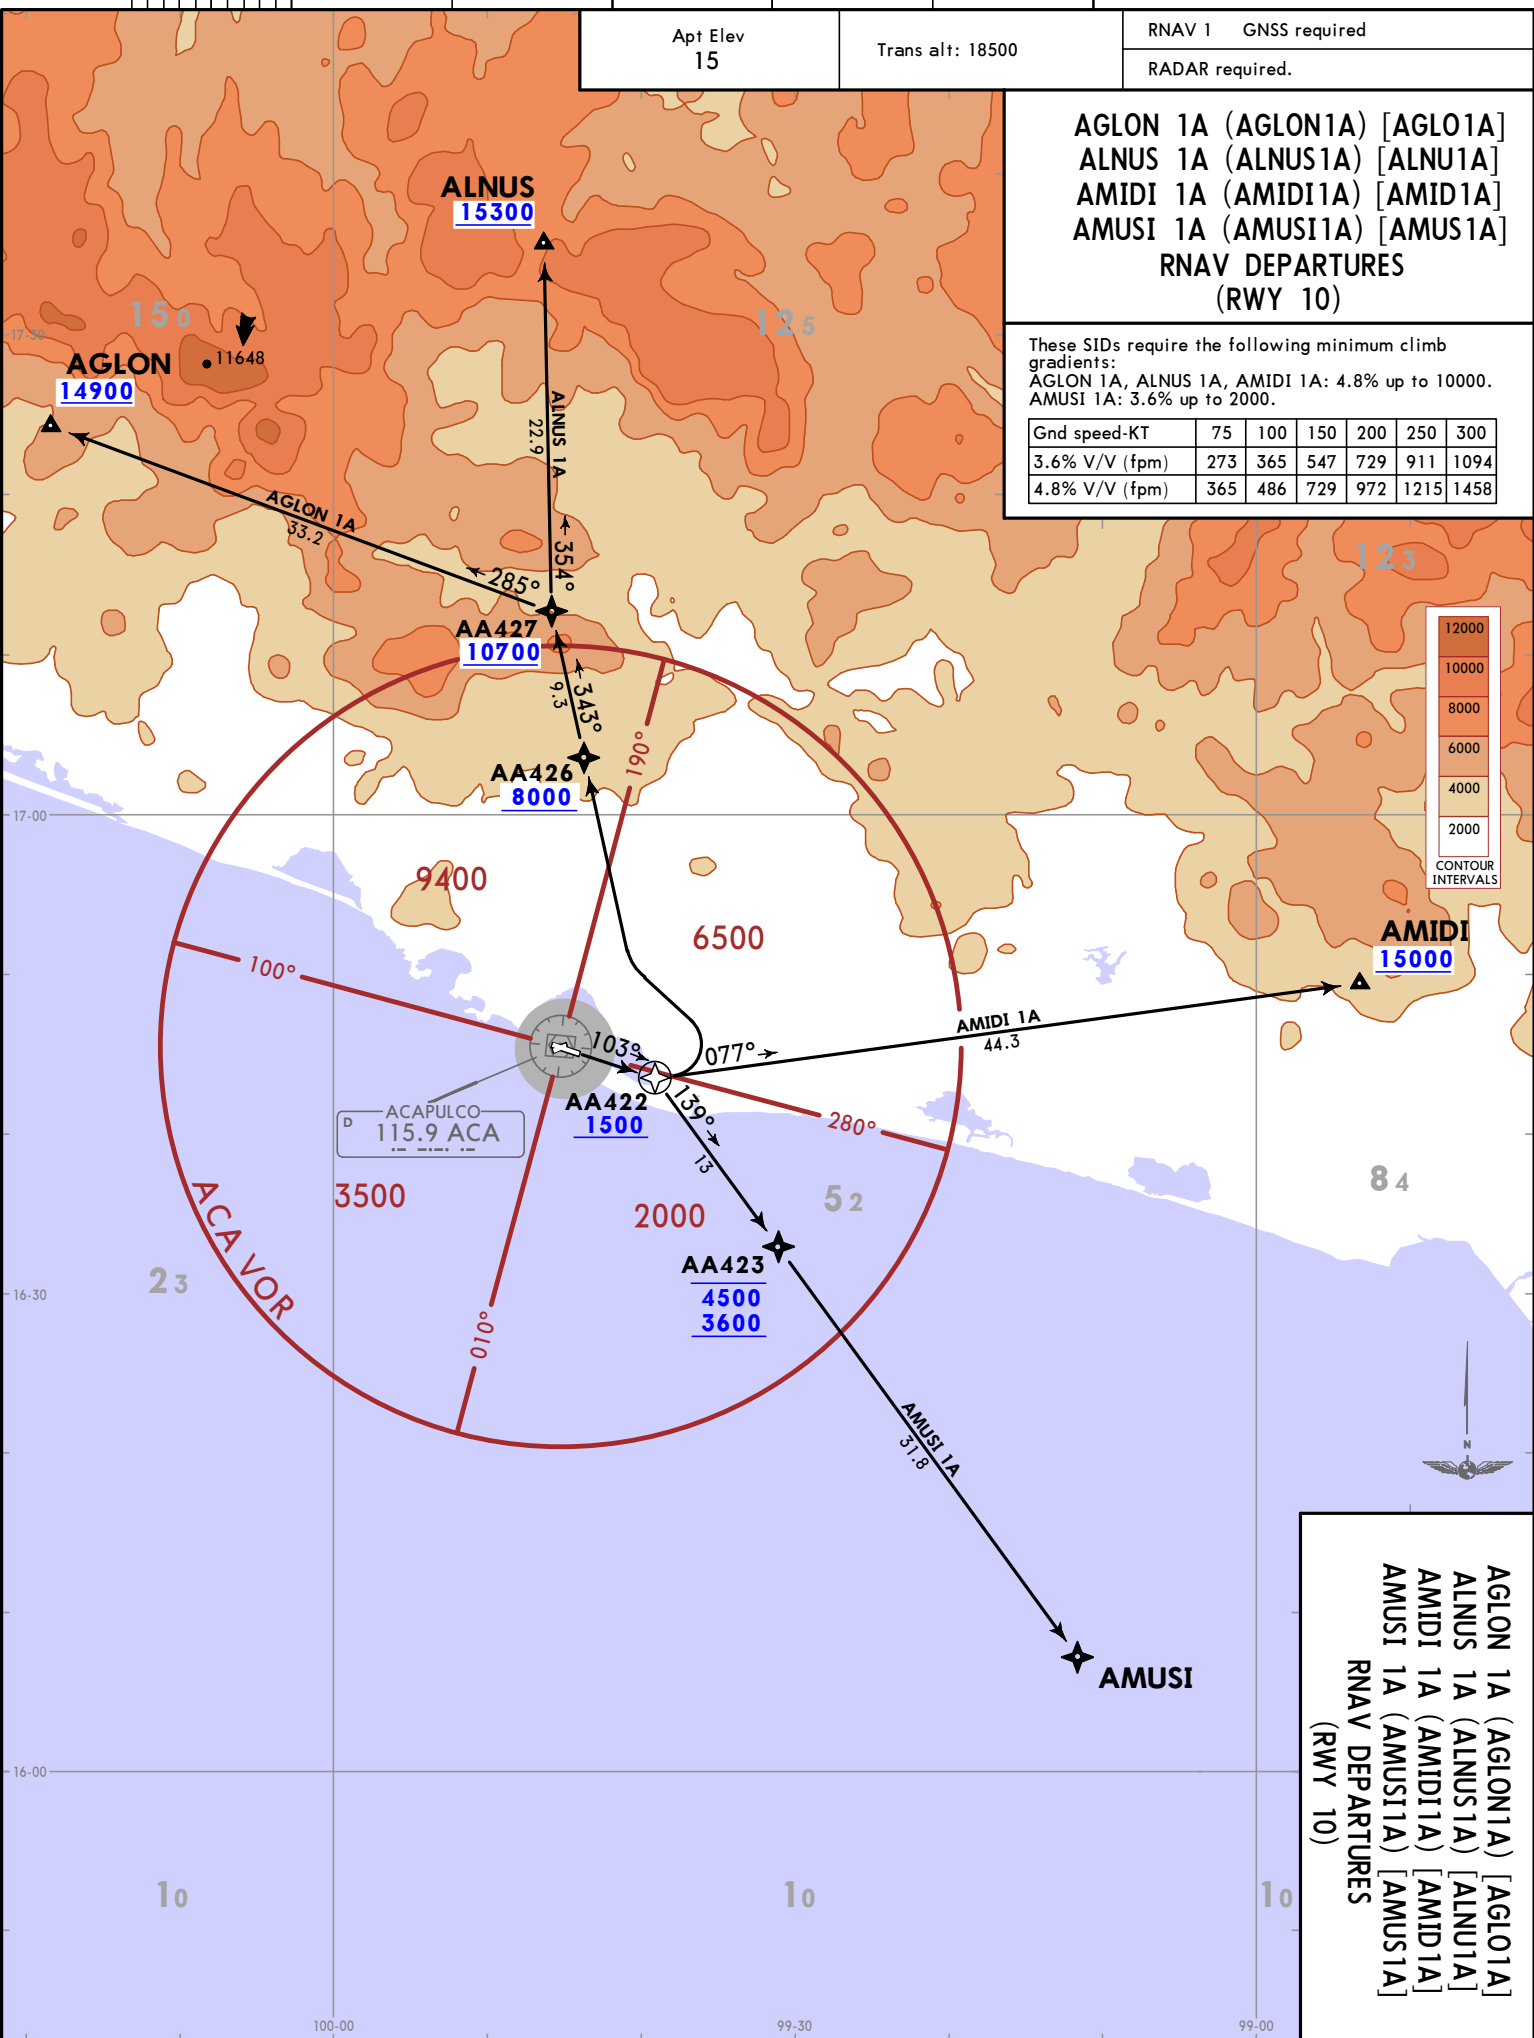 Apt Elev
15
Trans alt: 18500
RNAV 1 GNSS required
RADAR required.
AGLON 1A (AGLON1A) [AGLO1A]
ALNUS 1A (ALNUS1A) [ALNU1A]
AMIDI 1A (AMIDI1A) [AMID1A]
AMUSI 1A (AMUSI1A) [AMUS1A]
RNAV DEPARTURES
(RWY 10)
These SIDs require the following minimum climb
gradients:
AGLON 1A, ALNUS 1A, AMIDI 1A: 4.8% up to 10000.
AMUSI 1A: 3.6% up to 2000.
Gnd speed-KT 75 100 150 200 250 300
3.6% V/V (fpm) 273 365 547 729 911 1094
4.8% V/V (fpm) 365 486 729 972 1215 1458
ALNUS
15300
150
125
17-30
11648
AGLON
14900
ALNUS 1A
22.9
AGLON 1A
33.2
354°
285°
123
AA427
10700
12000
10000
8000
6000
4000
2000
CONTOUR
INTERVALS
343°
9.3
190°
AA426
8000
17-00
9400
6500
AMIDI
15000
100°
AMIDI 1A
44.3
103°
077°
AA422
1500
139°
13
280°
ACAPULCO
D 115.9 ACA
3500
2000
52
84
ACA VOR
23
16-30
AA423
4500
3600
010°
AMUSI 1A
31.8
N
AMUSI
16-00
10
10
10
100-00
99-30
99-00
AGLON 1A (AGLON1A) [AGLO1A]
ALNUS 1A (ALNUS1A) [ALNU1A]
AMIDI 1A (AMIDI1A) [AMID1A]
AMUSI 1A (AMUSI1A) [AMUS1A]
RNAV DEPARTURES
(RWY 10)